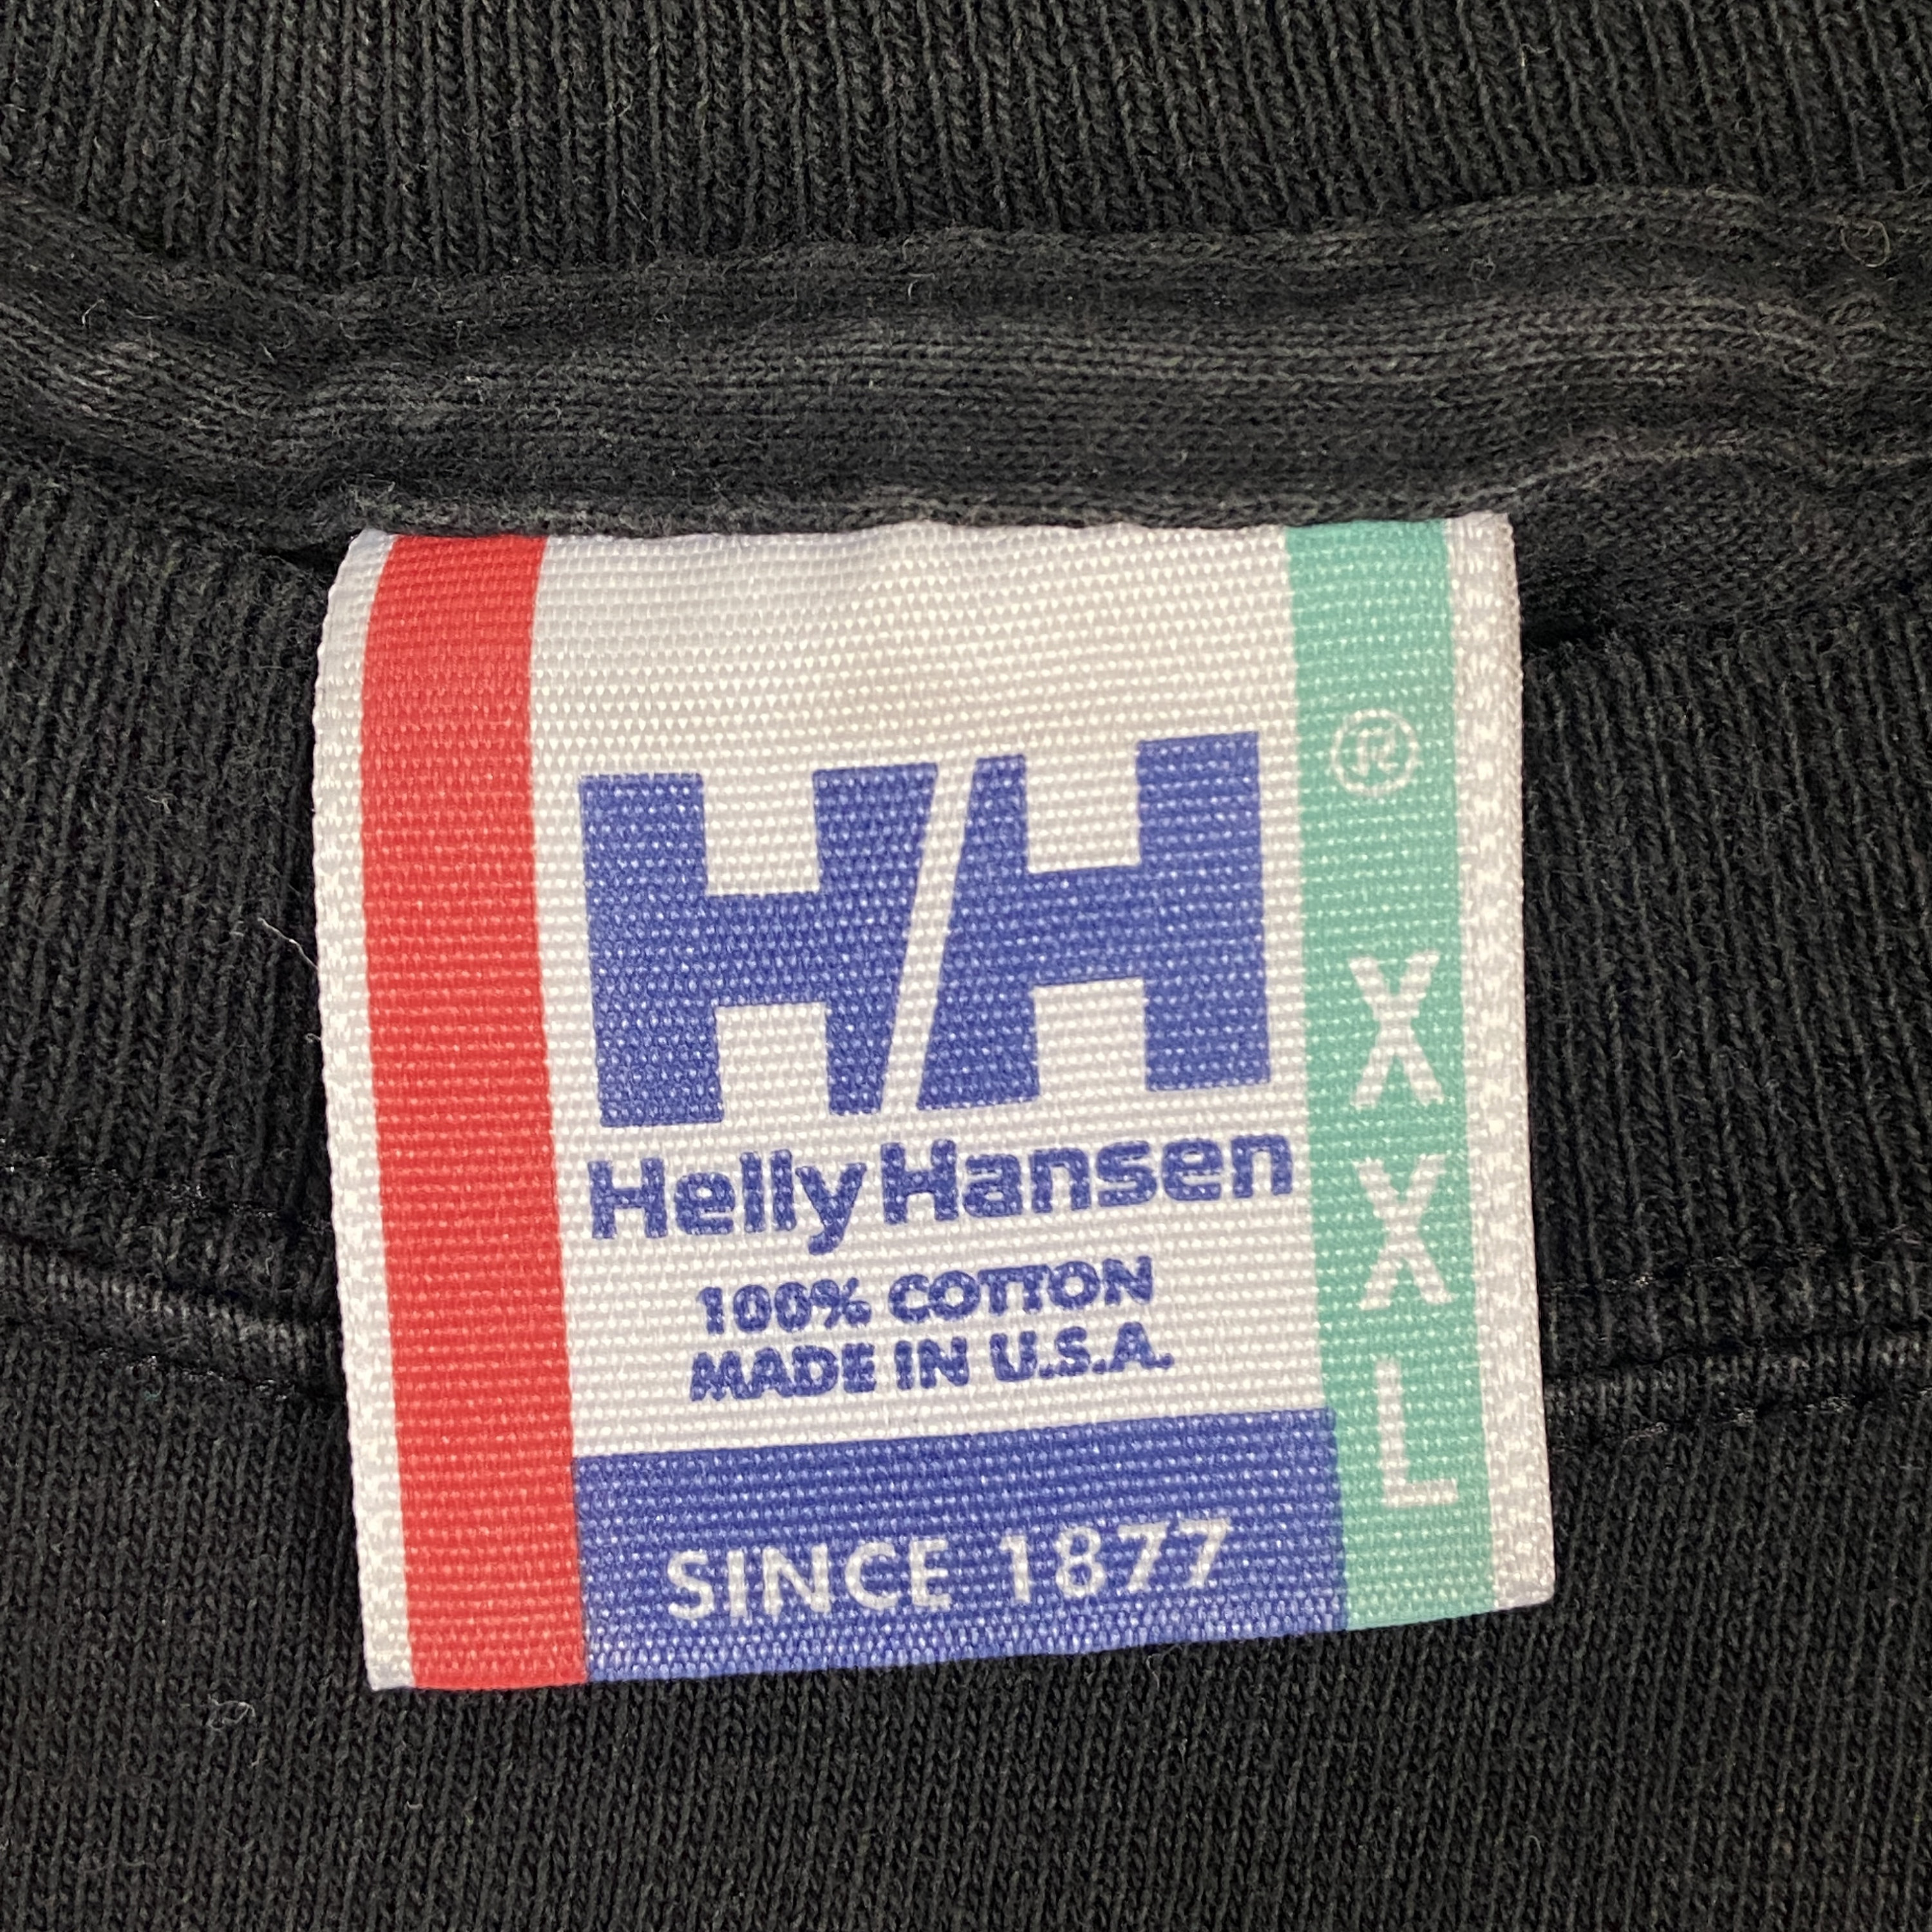 H/H
®
Helly Hansen
100% COTTON
MADE IN U.S.A.
SINCE 1877
XXL